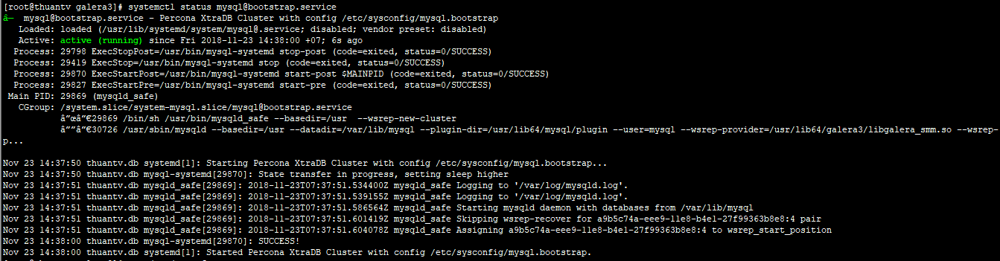 [root@thuantv galera3]# systemctl status mysql@bootstrap.service
â— mysql@bootstrap.service - Percona XtraDB Cluster with config /etc/sysconfig/mysql.bootstrap
Loaded: loaded (/usr/lib/systemd/system/mysql@.service; disabled; vendor preset: disabled)
Active: active (running) since Fri 2018-11-23 14:38:00 +07; 6s ago
Process: 29798 ExecStopPost=/usr/bin/mysql-systemd stop-post (code=exited, status=0/SUCCESS)
Process: 29419 ExecStop=/usr/bin/mysql-systemd stop (code=exited, status=0/SUCCESS)
Process: 29870 ExecStartPost=/usr/bin/mysql-systemd start-post $MAINPID (code=exited, status=0/SUCCESS)
Process: 29827 ExecStartPre=/usr/bin/mysql-systemd start-pre (code=exited, status=0/SUCCESS)
Main PID: 29869 (mysqld_safe)
CGroup: /system.slice/system-mysql.slice/mysql@bootstrap.service
â"œâ"€29869 /bin/sh /usr/bin/mysqld_safe --basedir=/usr --wsrep-new-cluster
â""â"€30726 /usr/sbin/mysqld --basedir=/usr --datadir=/var/lib/mysql --plugin-dir=/usr/lib64/mysql/plugin --user=mysql --wsrep-provider=/usr/lib64/galera3/libgalera_smm.so --wsrep-
p...
Nov 23 14:37:50 thuantv.db systemd[1]: Starting Percona XtraDB Cluster with config /etc/sysconfig/mysql.bootstrap...
Nov 23 14:37:50 thuantv.db mysql-systemd[29870]: State transfer in progress, setting sleep higher
Nov 23 14:37:51 thuantv.db mysqld_safe[29869]: 2018-11-23T07:37:51.534400Z mysqld_safe Logging to '/var/log/mysqld.log'.
Nov 23 14:37:51 thuantv.db mysqld_safe[29869]: 2018-11-23T07:37:51.539155Z mysqld_safe Logging to '/var/log/mysqld.log'.
Nov 23 14:37:51 thuantv.db mysqld_safe[29869]: 2018-11-23T07:37:51.586564Z mysqld_safe Starting mysqld daemon with databases from /var/lib/mysql
Nov 23 14:37:51 thuantv.db mysqld_safe[29869]: 2018-11-23T07:37:51.601419Z mysqld_safe Skipping wsrep-recover for a9b5c74a-eee9-11e8-b4e1-27f99363b8e8:4 pair
Nov 23 14:37:51 thuantv.db mysqld_safe[29869]: 2018-11-23T07:37:51.604078Z mysqld_safe Assigning a9b5c74a-eee9-11e8-b4e1-27f99363b8e8:4 to wsrep_start_position
Nov 23 14:38:00 thuantv.db mysql-systemd[29870]: SUCCESS!
Nov 23 14:38:00 thuantv.db systemd[1]: Started Percona XtraDB Cluster with config /etc/sysconfig/mysql.bootstrap.